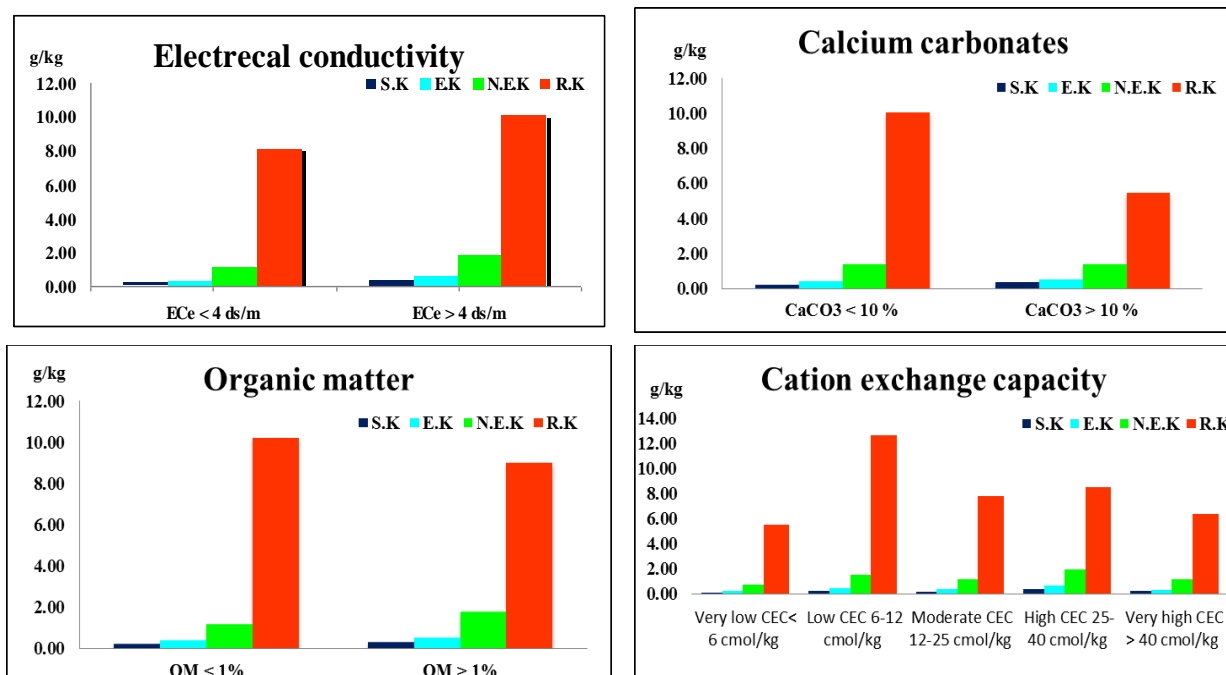 Electrecal conductivity
g/kg
S.K E.K N.E.K R.K
12.00
10.00
8.00
6.00
4.00
2.00
0.00
ECe < 4 ds/m ECe > 4 ds/m
Calcium carbonates
g/kg
S.K E.K N.E.K R.K
12.00
10.00
8.00
6.00
4.00
2.00
0.00
CaCO3 < 10 % CaCO3 > 10 %
Organic matter
g/kg
S.K E.K N.E.K R.K
12.00
10.00
8.00
6.00
4.00
2.00
0.00
OM < 1% OM > 1%
Cation exchange capacity
g/kg
S.K E.K N.E.K R.K
14.00
12.00
10.00
8.00
6.00
4.00
2.00
0.00
Very low CEC< Low CEC 6-12 Moderate CEC High CEC 25- Very high CEC
6 cmol/kg cmol/kg 12-25 cmol/kg 40 cmol/kg > 40 cmol/kg